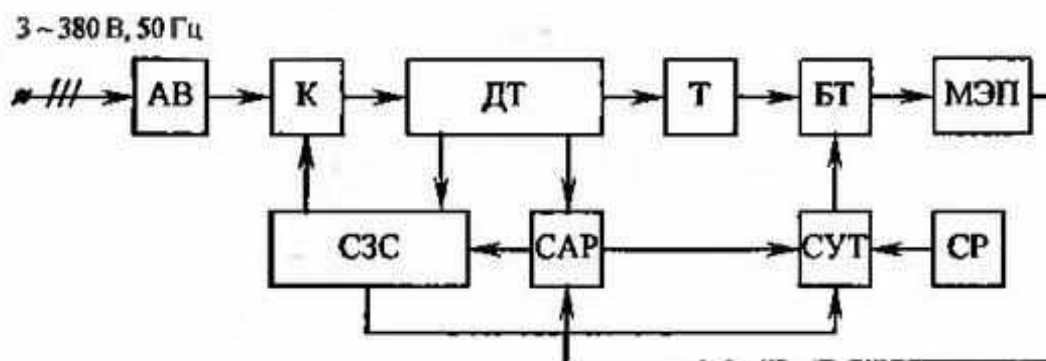 3 ~ 380 В, 50 Гц
АВ
К
ДТ
Т
БТ
МЭП
СЗС
САР
СУТ
СР